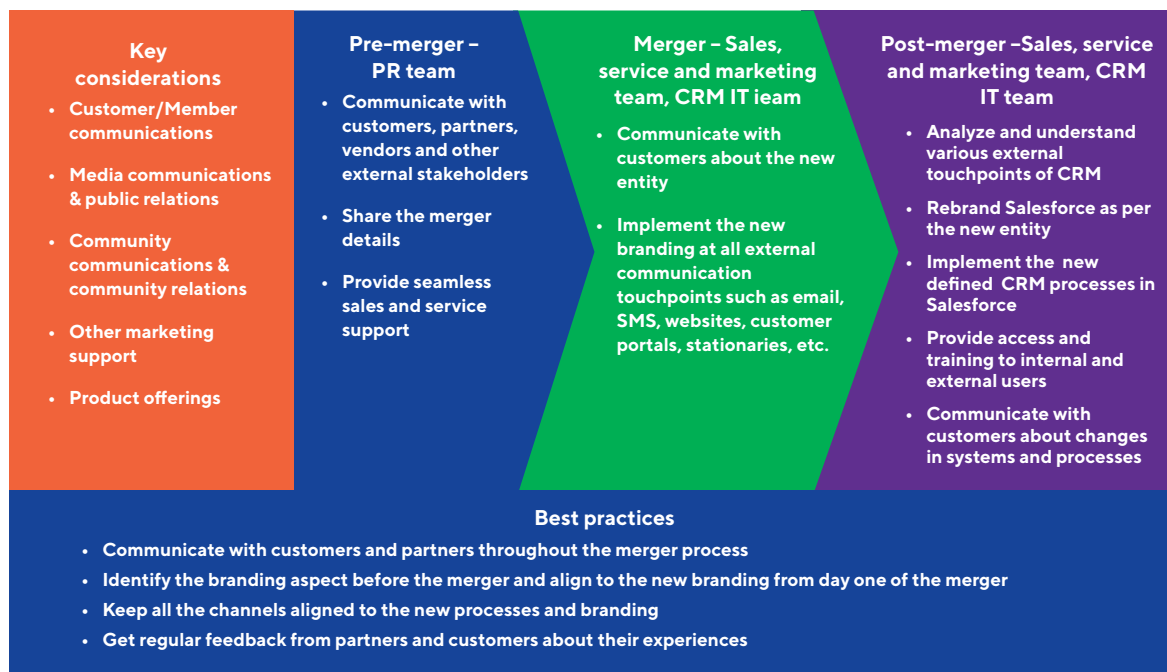 Key
considerations
• Customer/Member
communications
• Media communications
& public relations
• Community
communications &
community relations
• Other marketing
support
• Product offerings
Pre-merger –
PR team
• Communicate with
customers, partners,
vendors and other
external stakeholders
• Share the merger
details
• Provide seamless
sales and service
support
Merger – Sales,
service and marketing
team, CRM IT ieam
• Communicate with
customers about the new
entity
• Implement the new
branding at all external
communication
touchpoints such as email,
SMS, websites, customer
portals, stationaries, etc.
Post-merger –Sales, service
and marketing team, CRM
IT team
• Analyze and understand
various external
touchpoints of CRM
• Rebrand Salesforce as per
the new entity
• Implement the new
defined CRM processes in
Salesforce
• Provide access and
training to internal and
external users
• Communicate with
customers about changes
in systems and processes
Best practices
• Communicate with customers and partners throughout the merger process
• Identify the branding aspect before the merger and align to the new branding from day one of the merger
• Keep all the channels aligned to the new processes and branding
• Get regular feedback from partners and customers about their experiences